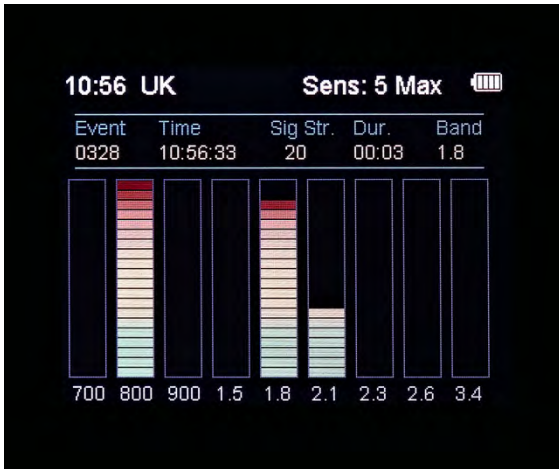 10:56 UK Sens: 5 Max
Event Time Sig Str. Dur. Band
0328 10:56:33 20 00:03 1.8
700 800 900 1.5 1.8 2.1 2.3 2.6 3.4